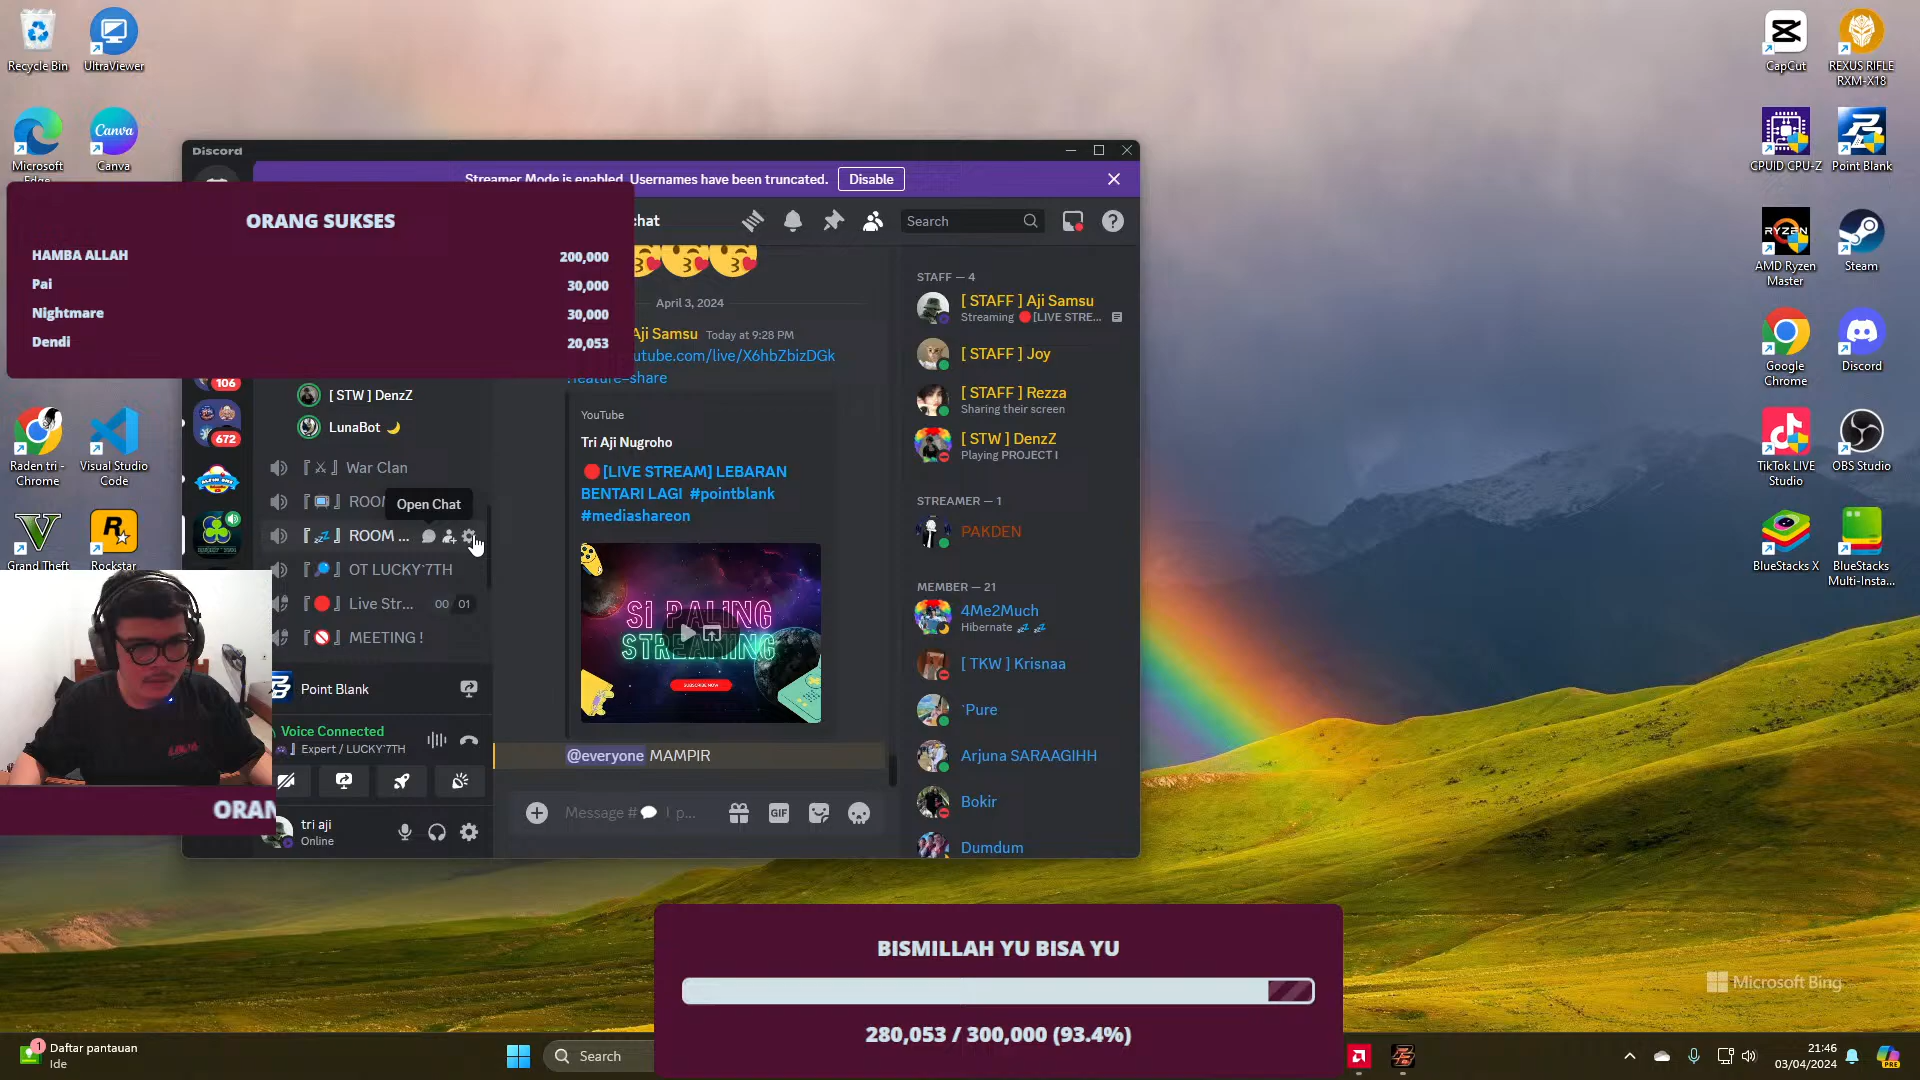 Recycle Bin
UltraViewer
Microsoft
Edge
Canva
Canva
Raden tri -
Chrome
Visual Studio
Code
Grand Theft
Rockstar
CapCut
REXUS RIFLE
RXM-X18
CPUID CPU-Z
Point Blank
RYZEN
AMD Ryzen
Master
Steam
Google
Chrome
Discord
TikTok LIVE
Studio
OBS Studio
BlueStacks X
BlueStacks
Multi-Insta...
Discord
Streamer Mode is enabled. Usernames have been truncated.
Disable
ORANG SUKSES
HAMBA ALLAH 200,000
Pai 30,000
Nightmare 30,000
Dendi 20,053
chat
Search
106
672
[ STW ] DenzZ
LunaBot 🌙
『⚔』War Clan
Open Chat
『🔎』OT LUCKY`7TH
『💤』ROOM ...
『🔴』Live Str... 00 01
『🚫』MEETING !
Point Blank
Voice Connected
Expert / LUCKY'7TH
tri aji
Online
April 3, 2024
Aji Samsu Today at 9:28 PM
utube.com/live/X6hbZbizDGk
?feature=share
YouTube
Tri Aji Nugroho
🔴[LIVE STREAM] LEBARAN
BENTARI LAGI #pointblank
#mediashareon
SI PALING
STREAMING
SUBSCRIBE NOW
@everyone MAMPIR
Message #💬 l p...
GIF
STAFF — 4
[ STAFF ] Aji Samsu
Streaming 🔴[LIVE STRE...
[ STAFF ] Joy
[ STAFF ] Rezza
Sharing their screen
[ STW ] DenzZ
Playing PROJECT I
STREAMER — 1
PAKDEN
MEMBER — 21
4Me2Much
Hibernate 💤 💤
[ TKW ] Krisnaa
`Pure
Arjuna SARAAGIHH
Bokir
Dumdum
ORAN
BISMILLAH YU BISA YU
280,053 / 300,000 (93.4%)
Microsoft Bing
1
Daftar pantauan
Ide
Search
21:46
03/04/2024
PRE